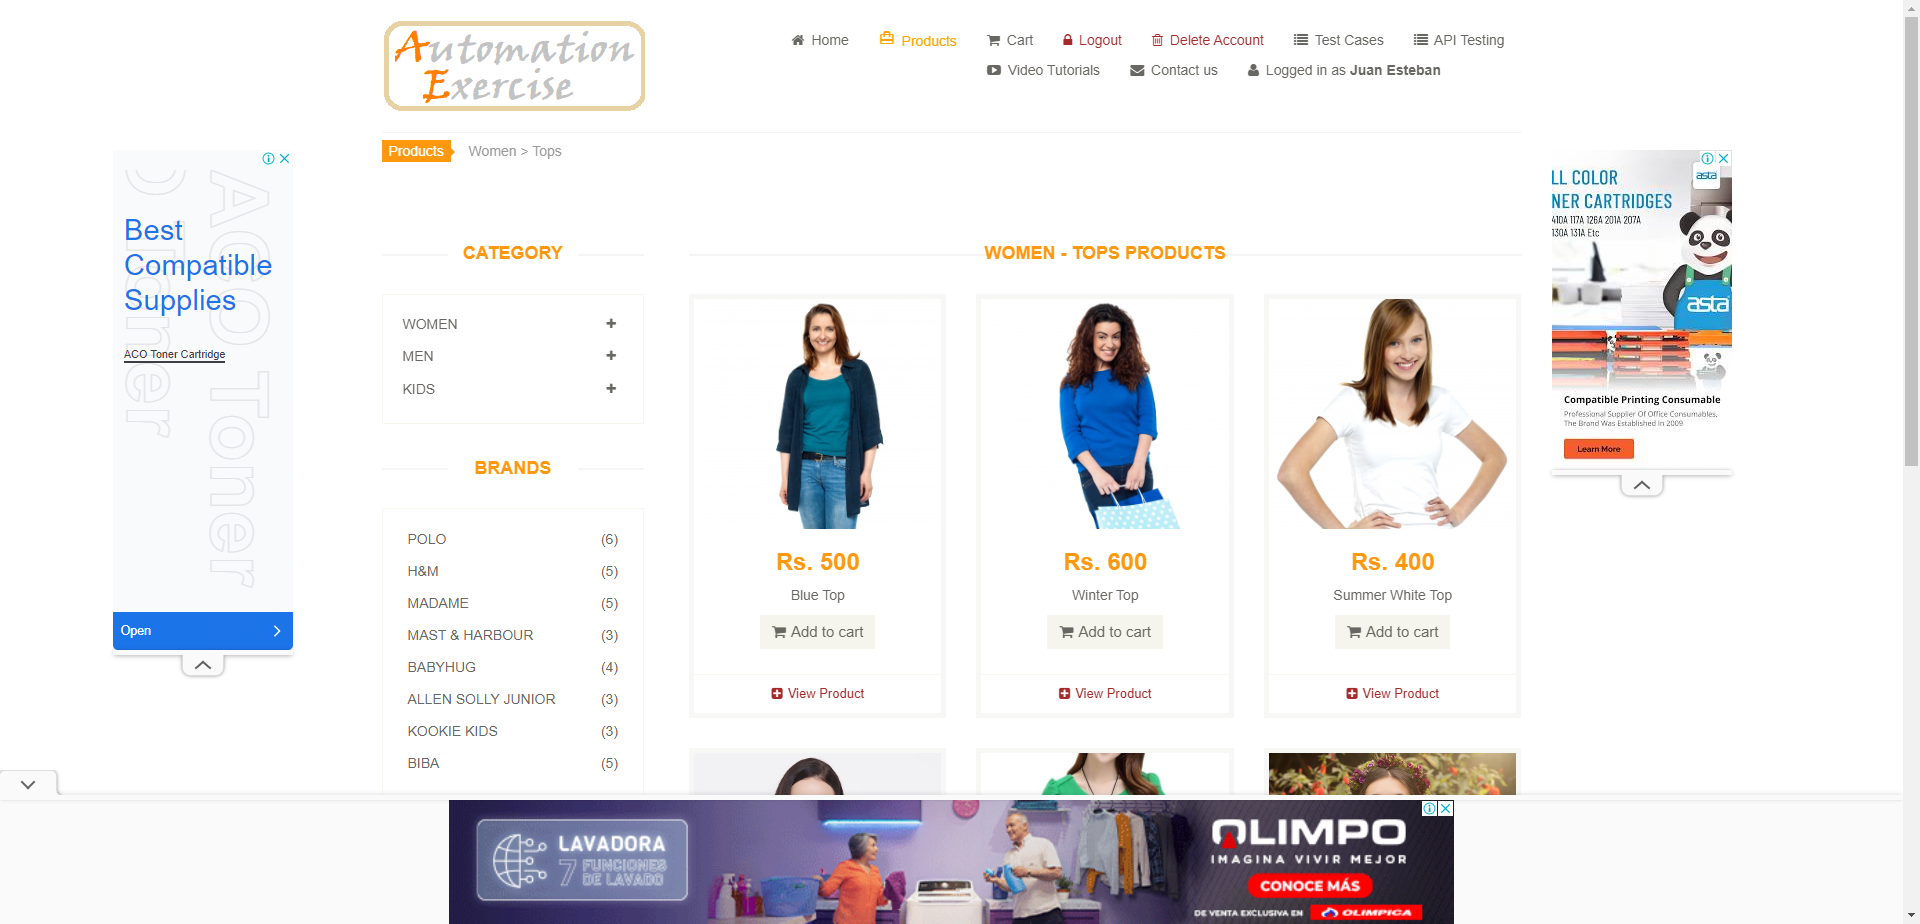 Automation
Exercise
Home
Products
Cart
Logout
Delete Account
Test Cases
API Testing
Video Tutorials
Contact us
Logged in as Juan Esteban
Products
Women > Tops
ACO Toner
Best
Compatible
Supplies
ACO Toner Cartridge
Open
CATEGORY
WOMEN
MEN
KIDS
BRANDS
POLO (6)
H&M (5)
MADAME (5)
MAST & HARBOUR (3)
BABYHUG (4)
ALLEN SOLLY JUNIOR (3)
KOOKIE KIDS (3)
BIBA (5)
WOMEN - TOPS PRODUCTS
Rs. 500
Blue Top
Add to cart
View Product
Rs. 600
Winter Top
Add to cart
View Product
Rs. 400
Summer White Top
Add to cart
View Product
asta
LL COLOR
NER CARTRIDGES
410A 117A 126A 201A 207A
130A 131A Etc
asta
Compatible Printing Consumable
Professional Supplier Of Office Consumables,
The Brand Was Established In 2009
Learn More
LAVADORA
7 FUNCIONES
DE LAVADO
OLIMPO
IMAGINA VIVIR MEJOR
CONOCE MÁS
DE VENTA EXCLUSIVA EN OLIMPICA